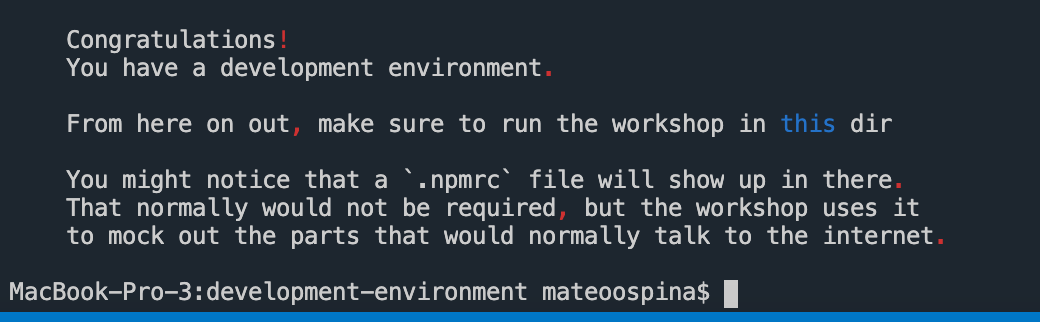 Congratulations!
You have a development environment.
From here on out, make sure to run the workshop in this dir
You might notice that a `.npmrc` file will show up in there.
That normally would not be required, but the workshop uses it
to mock out the parts that would normally talk to the internet.
MacBook-Pro-3:development-environment mateoospina$